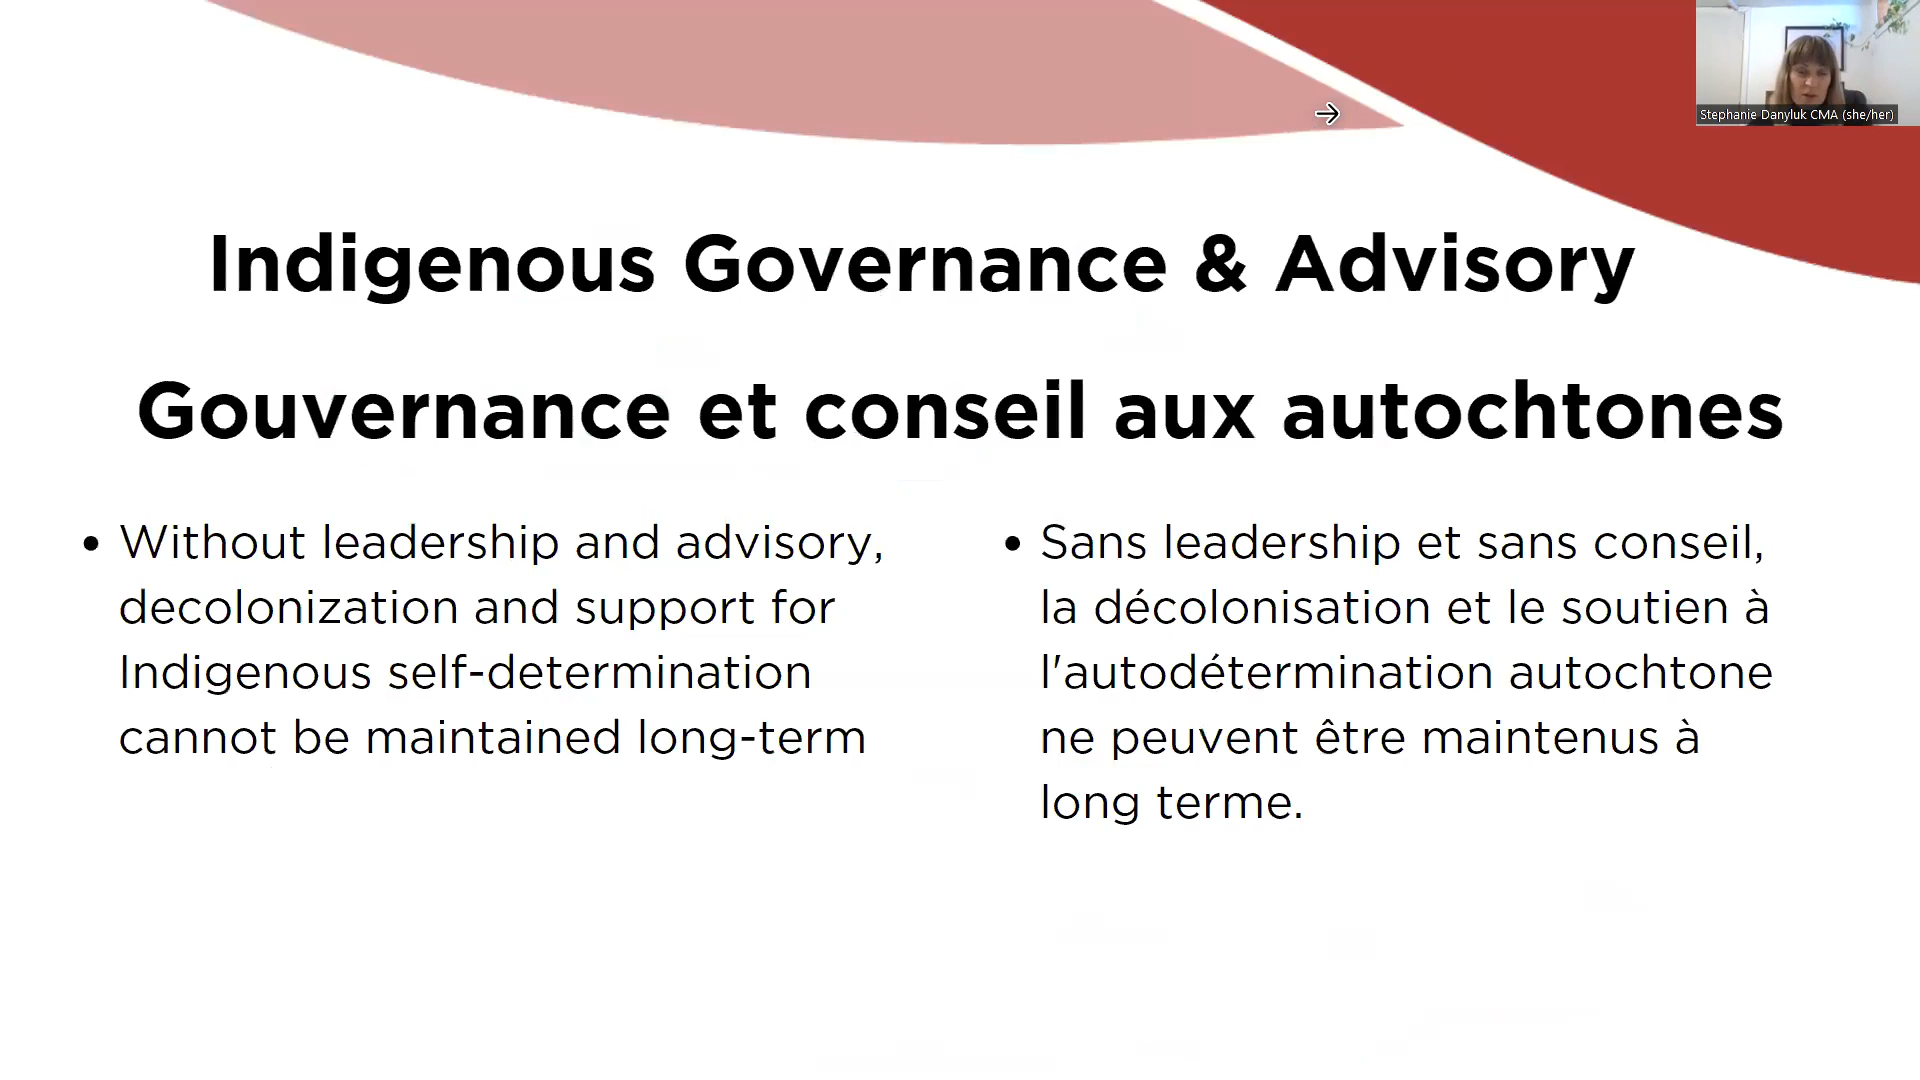 Stephanie Danyluk CMA (she/her)
Indigenous Governance & Advisory
Gouvernance et conseil aux autochtones
• Without leadership and advisory,
decolonization and support for
Indigenous self-determination
cannot be maintained long-term
• Sans leadership et sans conseil,
la décolonisation et le soutien à
l'autodétermination autochtone
ne peuvent être maintenus à
long terme.